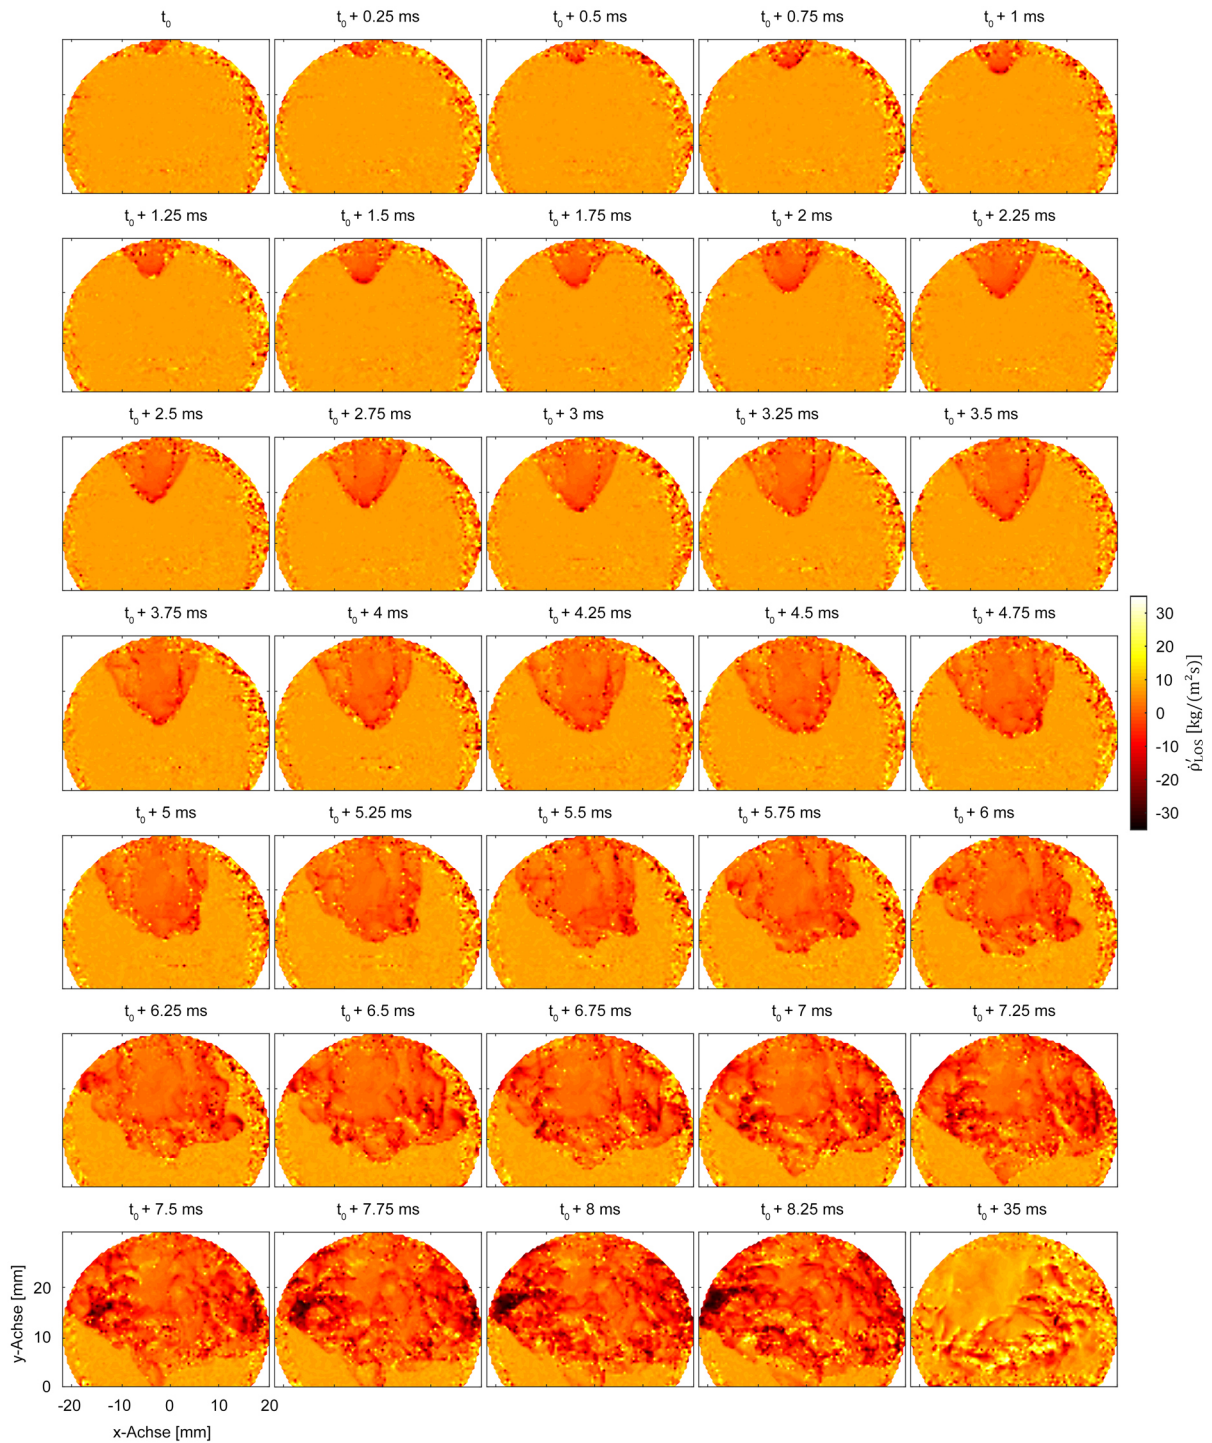 t₀ t₀ + 0.25 ms t₀ + 0.5 ms t₀ + 0.75 ms t₀ + 1 ms
t₀ + 1.25 ms t₀ + 1.5 ms t₀ + 1.75 ms t₀ + 2 ms t₀ + 2.25 ms
t₀ + 2.5 ms t₀ + 2.75 ms t₀ + 3 ms t₀ + 3.25 ms t₀ + 3.5 ms
t₀ + 3.75 ms t₀ + 4 ms t₀ + 4.25 ms t₀ + 4.5 ms t₀ + 4.75 ms
30
20
10
0
-10
-20
-30
ρ̇′LOS [kg/(m²s)]
t₀ + 5 ms t₀ + 5.25 ms t₀ + 5.5 ms t₀ + 5.75 ms t₀ + 6 ms
t₀ + 6.25 ms t₀ + 6.5 ms t₀ + 6.75 ms t₀ + 7 ms t₀ + 7.25 ms
t₀ + 7.5 ms t₀ + 7.75 ms t₀ + 8 ms t₀ + 8.25 ms t₀ + 35 ms
y-Achse [mm]
20
10
0
-20 -10 0 10 20
x-Achse [mm]